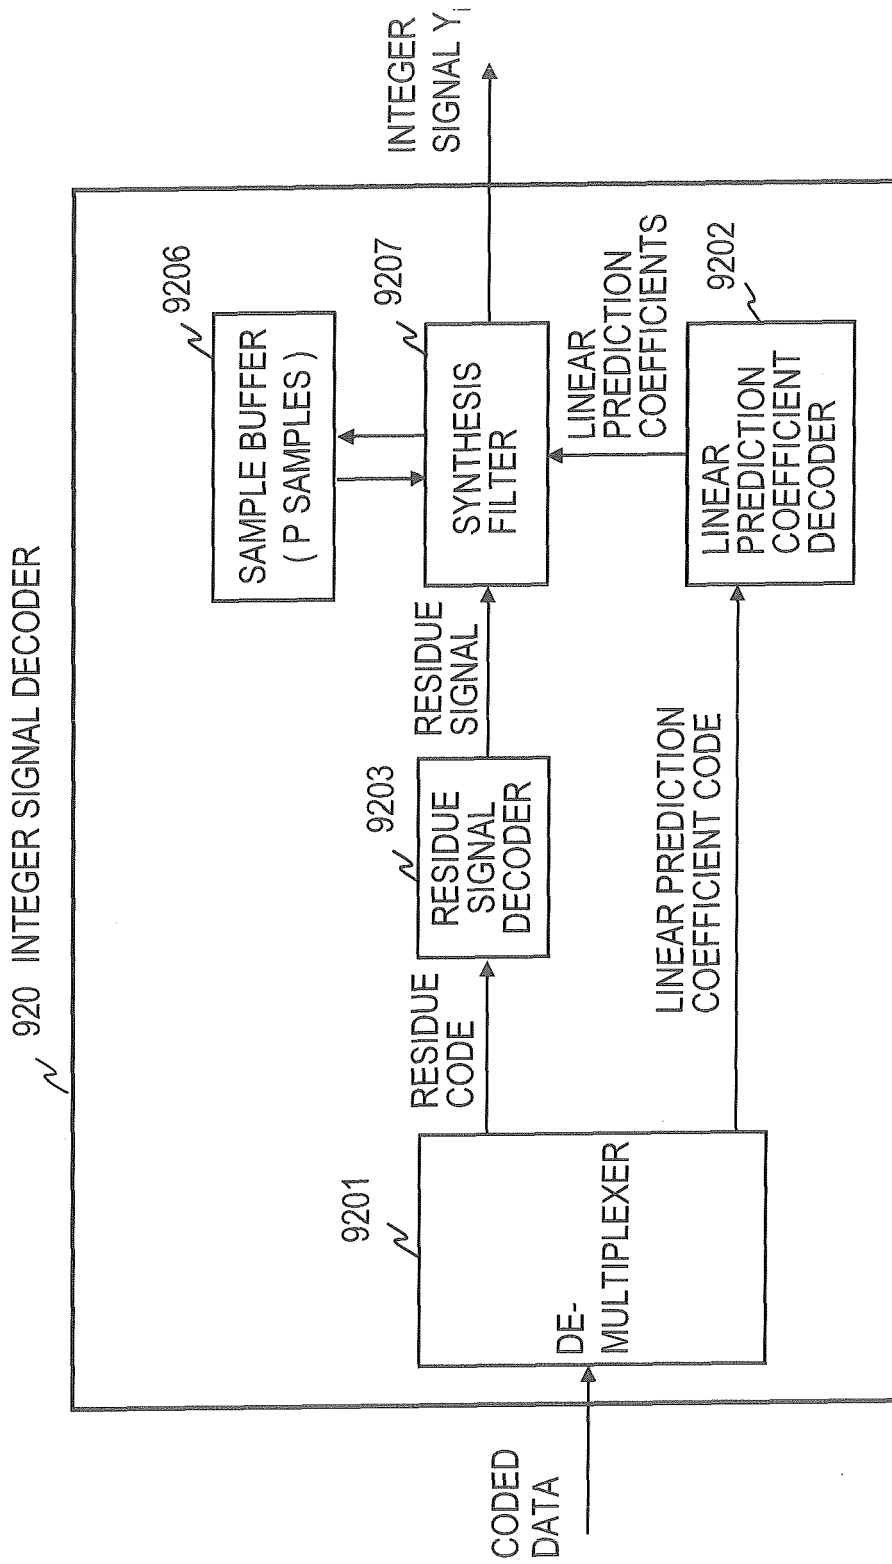 920 INTEGER SIGNAL DECODER
CODED
DATA
9201
DE-
MULTIPLEXER
RESIDUE
CODE
9203
RESIDUE
SIGNAL
DECODER
RESIDUE
SIGNAL
9206
SAMPLE BUFFER
( P SAMPLES )
9207
SYNTHESIS
FILTER
INTEGER
SIGNAL Yi
LINEAR PREDICTION
COEFFICIENT CODE
LINEAR
PREDICTION
COEFFICIENTS
9202
LINEAR
PREDICTION
COEFFICIENT
DECODER